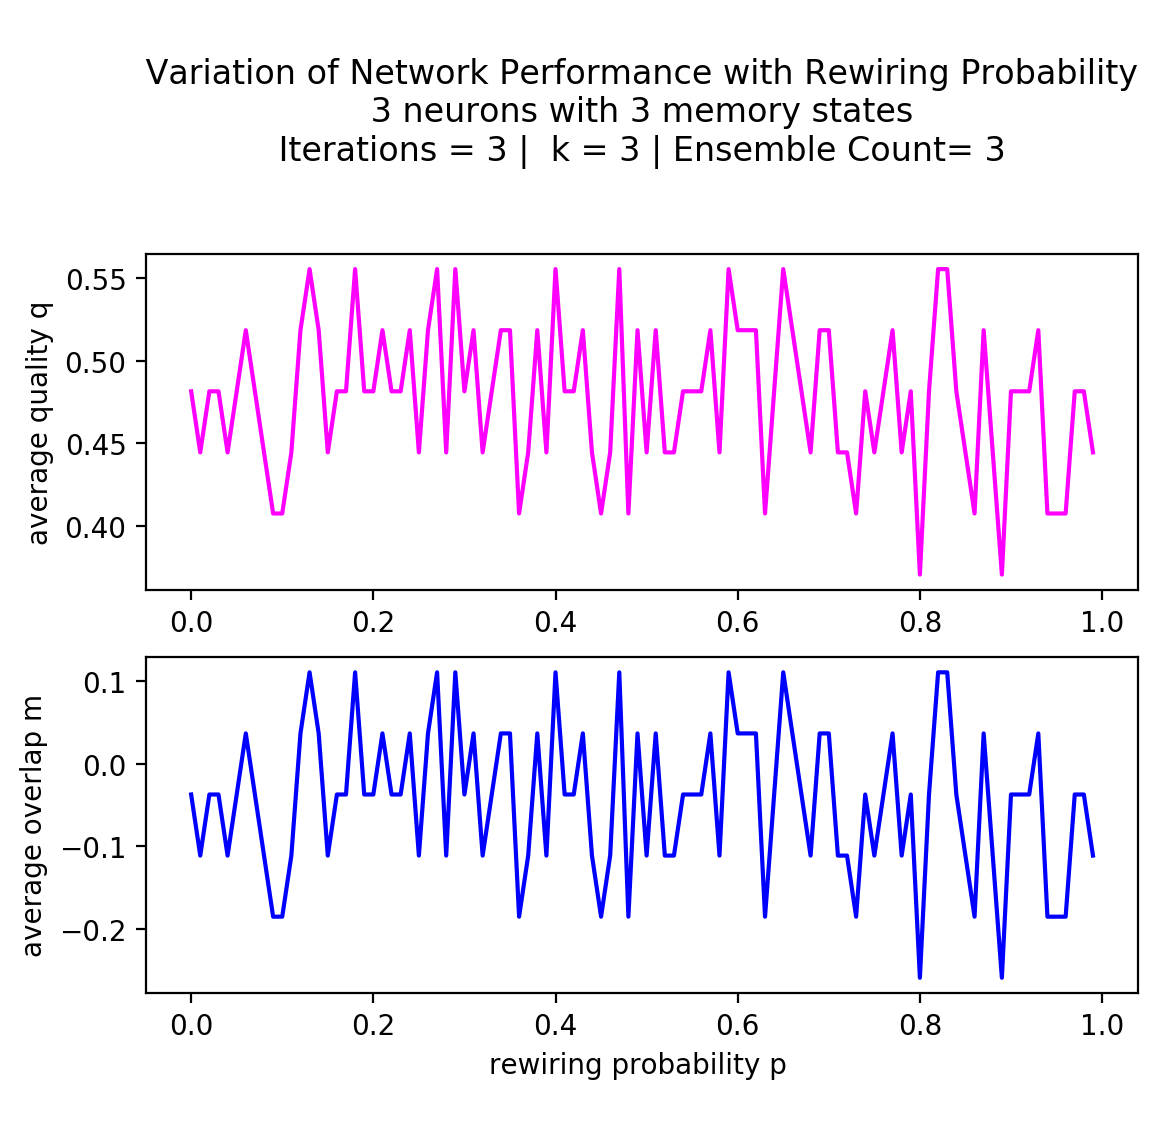 Variation of Network Performance with Rewiring Probability
3 neurons with 3 memory states
Iterations = 3 |  k = 3 | Ensemble Count= 3
average quality q
0.55
0.50
0.45
0.40
0.0 0.2 0.4 0.6 0.8 1.0
average overlap m
0.1
0.0
−0.1
−0.2
0.0 0.2 0.4 0.6 0.8 1.0
rewiring probability p